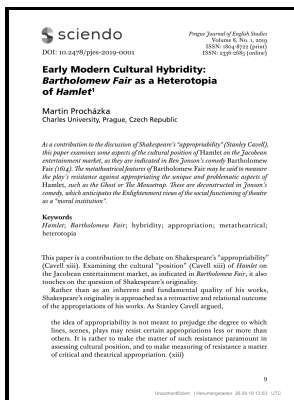 sciendo
Prague Journal of English Studies
Volume 8, No. 1, 2019
ISSN: 1804-8722 (print)
ISSN: 2336-2685 (online)
DOI: 10.2478/pjes-2019-0001
Early Modern Cultural Hybridity:
Bartholomew Fair as a Heterotopia
of Hamlet¹
Martin Procházka
Charles University, Prague, Czech Republic
As a contribution to the discussion of Shakespeare's "appropriability" (Stanley Cavell),
this paper examines some aspects of the cultural position of Hamlet on the Jacobean
entertainment market, as they are indicated in Ben Jonson's comedy Bartholomew
Fair (1614). The metatheatrical features of Bartholomew Fair may be said to measure
the play's resistance against appropriating the unique and problematic aspects of
Hamlet, such as the Ghost or The Mousetrap. These are deconstructed in Jonson's
comedy, which anticipates the Enlightenment views of the social functioning of theatre
as a "moral institution".
Keywords
Hamlet; Bartholomew Fair; hybridity; appropriation; metatheatrical;
heterotopia
This paper is a contribution to the debate on Shakespeare's "appropriability"
(Cavell xiii). Examining the cultural "position" (Cavell xiii) of Hamlet on
the Jacobean entertainment market, as indicated in Bartholomew Fair, it also
touches on the question of Shakespeare's originality.
Rather than as an inherent and fundamental quality of his works,
Shakespeare's originality is approached as a retroactive and relational outcome
of the appropriations of his works. As Stanley Cavell argued,
the idea of appropriability is not meant to prejudge the degree to which
lines, scenes, plays may resist certain appropriations less or more than
others. It is rather to make the matter of such resistance paramount in
assessing cultural position, and to make measuring of resistance a matter
of critical and theatrical appropriation. (xiii)
9
Unauthentifiziert | Heruntergeladen 26.09.19 13:03 UTC